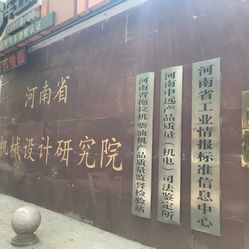 河南省
机械设计研究院
河南省拖拉机柴油机产品质量监督检验站
河南中远产品质量（机电）司法鉴定所
河南省工业情报标准信息中心